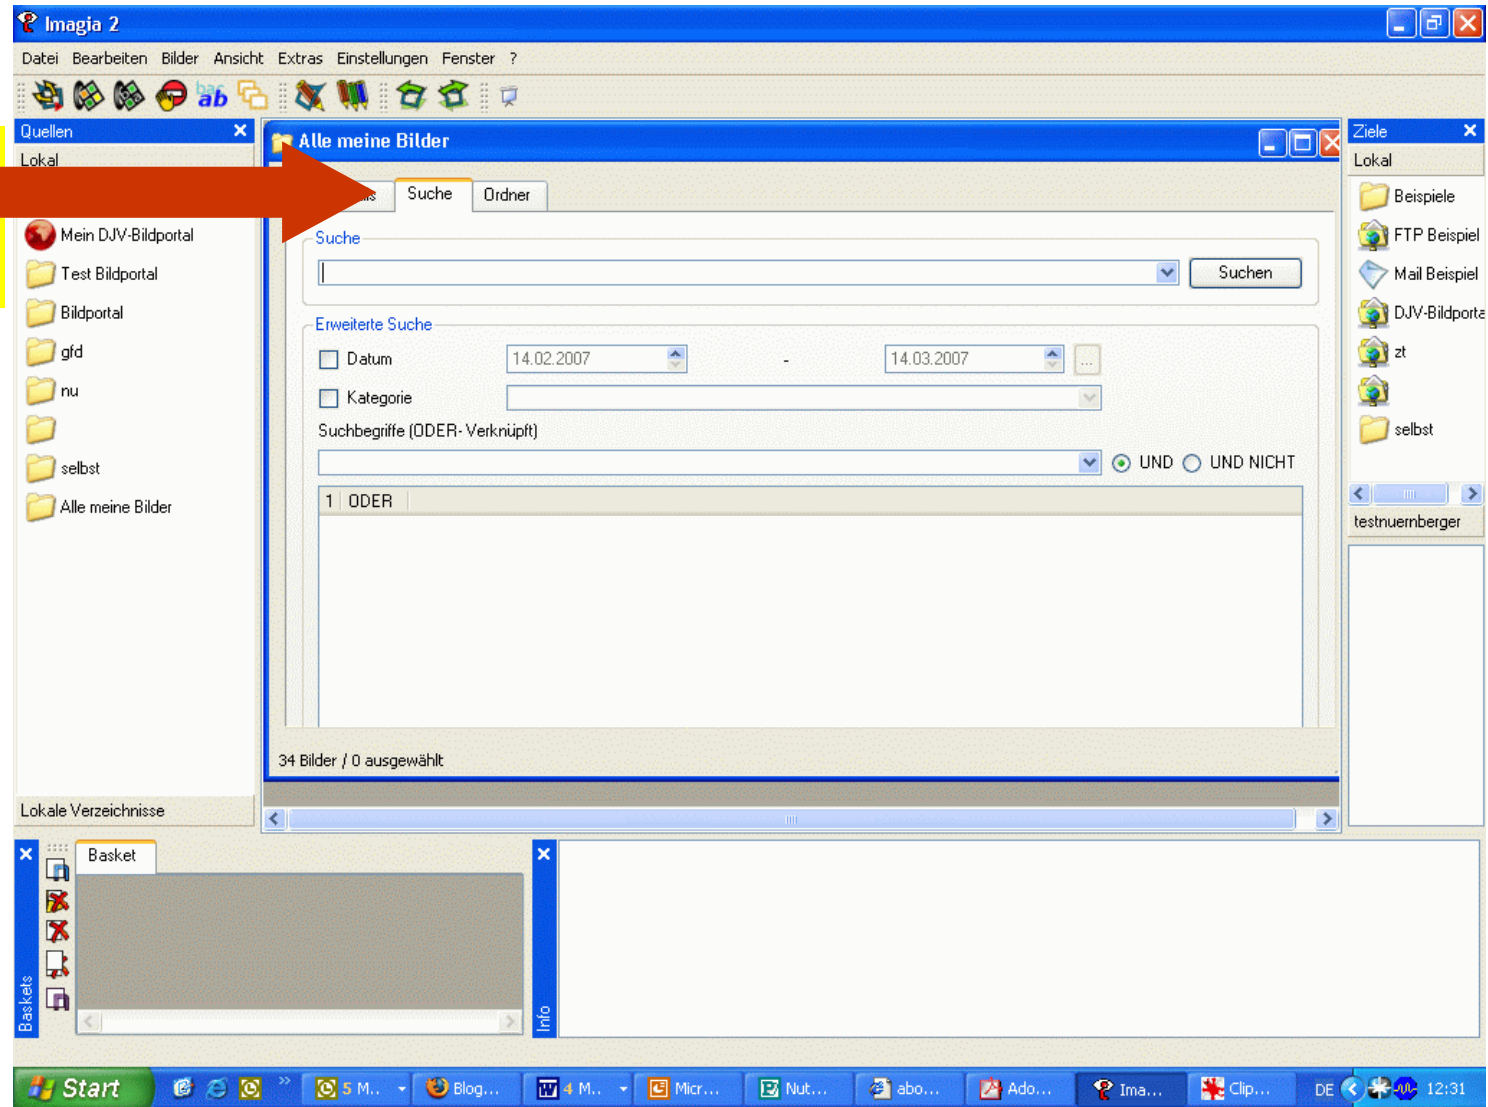 Imagia 2
Datei Bearbeiten Bilder Ansicht Extras Einstellungen Fenster ?
Quellen
Lokal
Mein DJV-Bildportal
Test Bildportal
Bildportal
gfd
nu
selbst
Alle meine Bilder
Lokale Verzeichnisse
Alle meine Bilder
Suche Ordner
Suche
Suchen
Erweiterte Suche
Datum 14.02.2007 - 14.03.2007 ...
Kategorie
Suchbegriffe (ODER- Verknüpft)
UND UND NICHT
1 ODER
34 Bilder / 0 ausgewählt
Ziele
Lokal
Beispiele
FTP Beispiel
Mail Beispiel
DJV-Bildporta
zt
selbst
testnuernberger
Baskets
Basket
Info
Start 5 M.. Blog... 4 M.. Micr... Nut... abo... Ado... Ima... Clip... DE 12:31